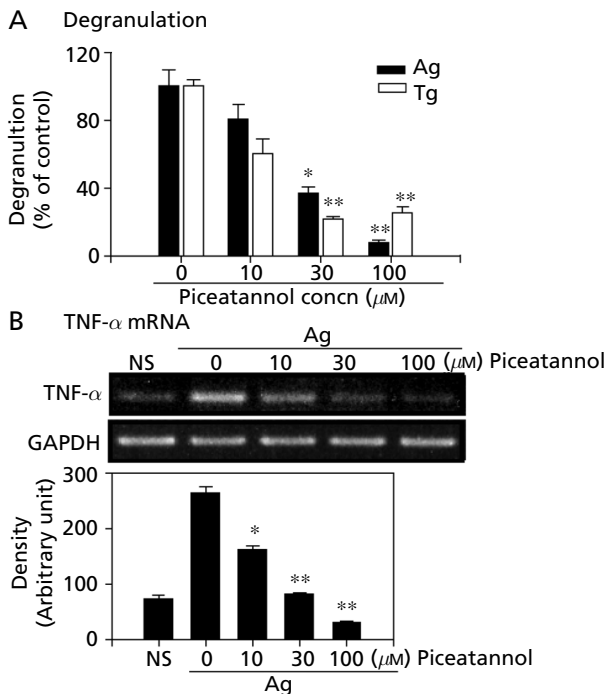 A Degranulation
120
80
40
0
Degranultion
(% of control)
Ag
Tg
* ** ** **
0 10 30 100
Piceatannol concn (μM)
B TNF-α mRNA
Ag
NS 0 10 30 100 (μM) Piceatannol
TNF-α
GAPDH
300
200
100
0
Density
(Arbitrary unit)
* ** **
NS 0 10 30 100 (μM) Piceatannol
Ag